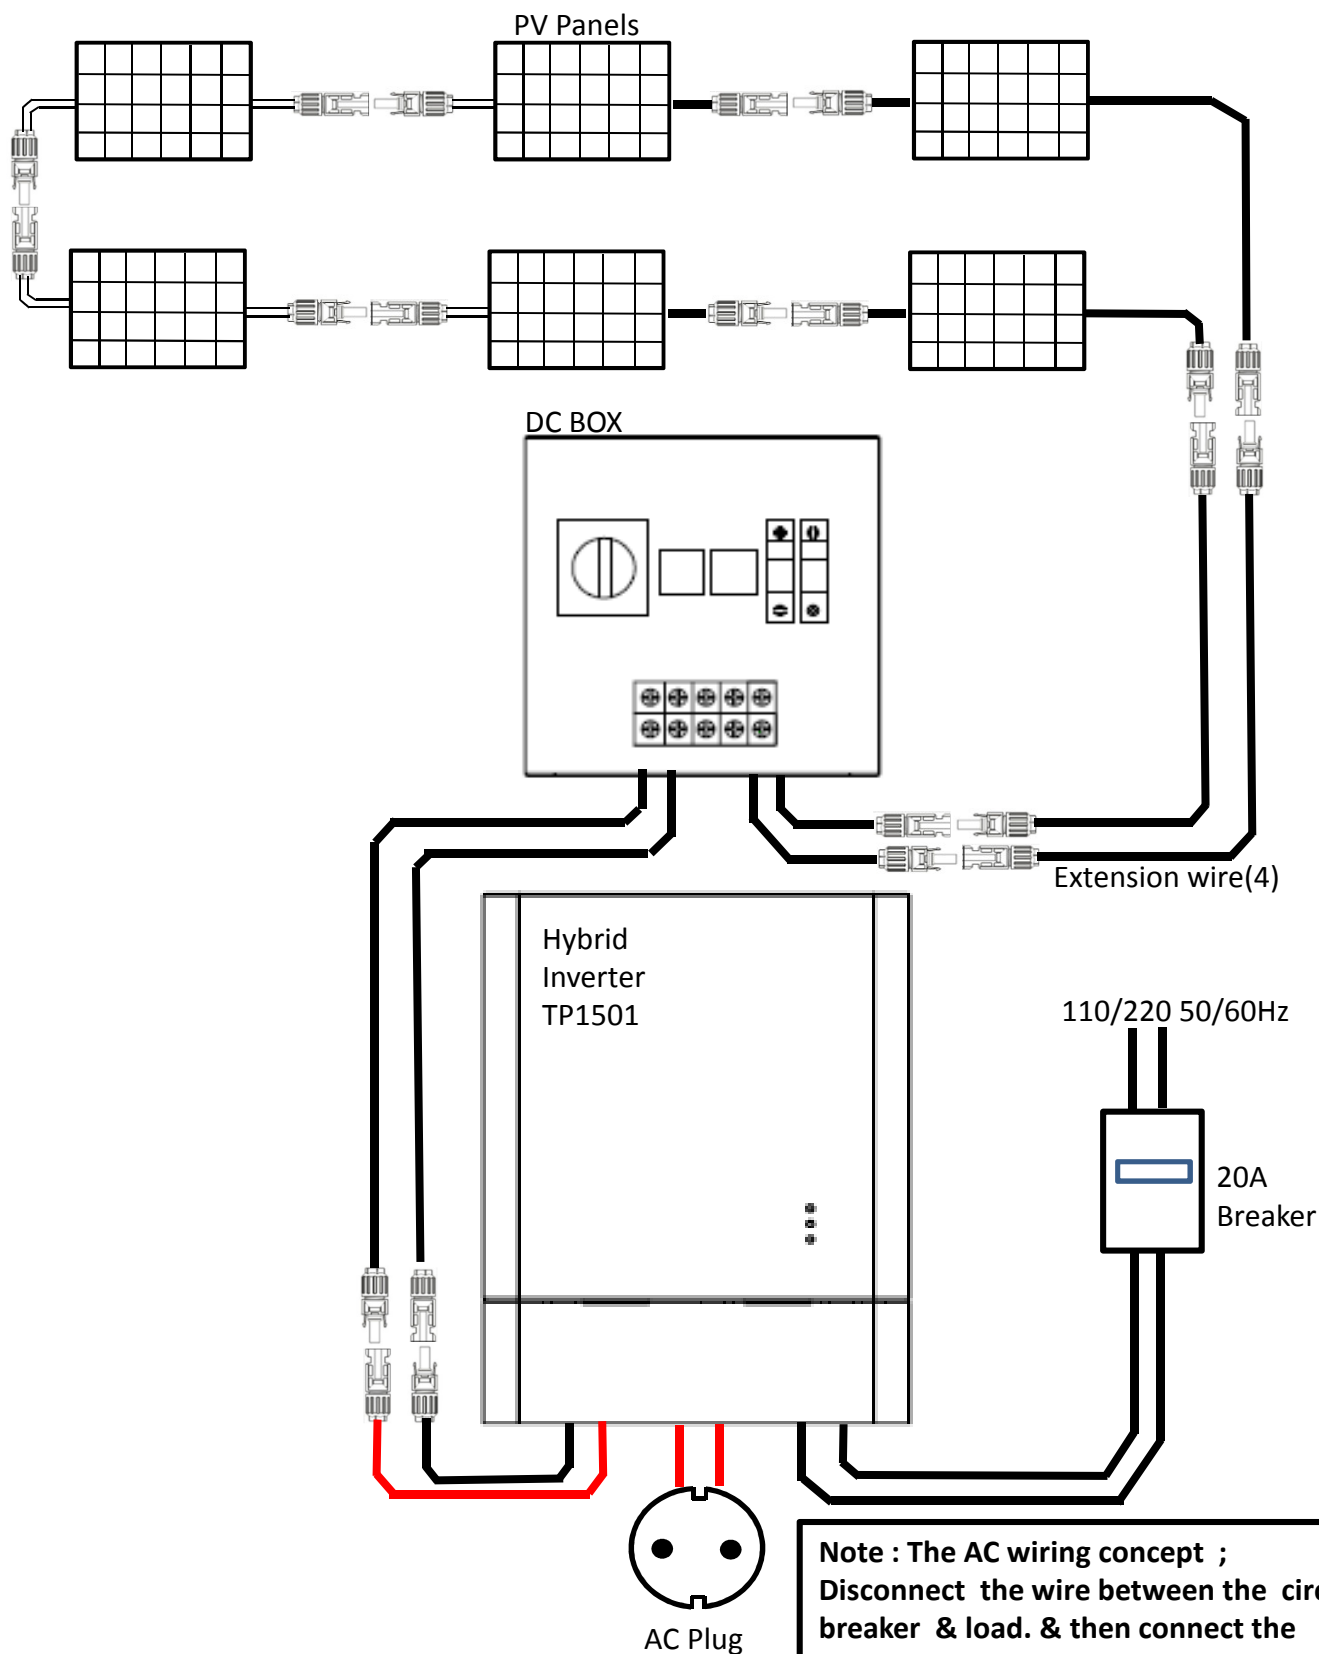 PV Panels
DC BOX
Extension wire(4)
Hybrid
Inverter
TP1501
110/220 50/60Hz
20A
Breaker
Note : The AC wiring concept ;
Disconnect the wire between the
breaker & load. & then connect the
AC Plug